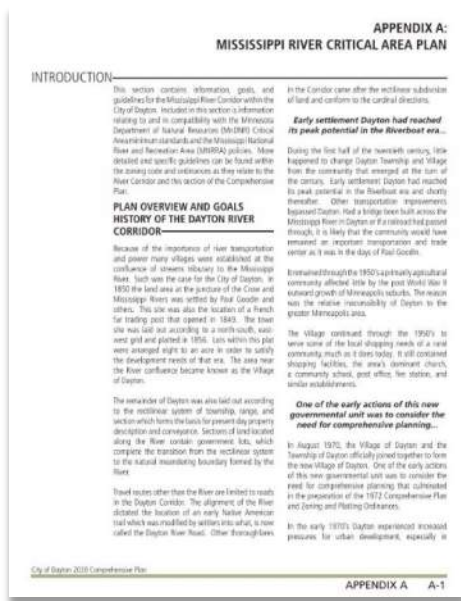 APPENDIX A:
MISSISSIPPI RIVER CRITICAL AREA PLAN
INTRODUCTION
This section contains information, goals, and
guidelines for the Mississippi River Corridor within the
City of Dayton. Included in this section is information
relating to and in compatibility with the Minnesota
Department of Natural Resources (MnDNR) Critical
Area minimum standards and the Mississippi National
River and Recreation Area (MNRRA) policies. More
detailed and specific guidelines can be found within
the zoning code and ordinances as they relate to the
River Corridor and this section of the Comprehensive
Plan.
PLAN OVERVIEW AND GOALS
HISTORY OF THE DAYTON RIVER
CORRIDOR
Because of the importance of river transportation
and power many villages were established at the
confluence of streams tributary to the Mississippi
River. Such was the case for the City of Dayton. In
1850 the land area at the juncture of the Crow and
Mississippi Rivers was settled by Paul Goodin and
others. This site was also the location of a French
fur trading post that opened in 1849. The town
site was laid out according to a north-south, east-
west grid and platted in 1856. Lots within this plat
were arranged eight to an acre in order to satisfy
the development needs of that era. The area near
the River confluence became known as the Village
of Dayton.
The remainder of Dayton was also laid out according
to the rectilinear system of township, range, and
section which forms the basis for present day property
description and conveyance. Sections of land located
along the River contain government lots, which
complete the transition from the rectilinear system
to the natural meandering boundary formed by the
River.
Travel routes other than the River are limited to roads
in the Dayton Corridor. The alignment of the River
dictated the location of an early Native American
trail which was modified by settlers into what, is now
called the Dayton River Road. Other thoroughfares
in the Corridor came after the rectilinear subdivision
of land and conform to the cardinal directions.
Early settlement Dayton had reached
its peak potential in the Riverboat era...
During the first half of the twentieth century, little
happened to change Dayton Township and Village
from the community that emerged at the turn of
the century. Early settlement Dayton had reached
its peak potential in the Riverboat era and shortly
thereafter. Other transportation improvements
bypassed Dayton. Had a bridge been built across the
Mississippi River in Dayton or if a railroad had passed
through, it is likely that the community would have
remained an important transportation and trade
center as it was in the day of Paul Goodin.
It remained through the 1950's a primarily agricultural
community affected little by the post World War II
outward growth of Minneapolis suburbs. The reason
was the relative inaccessibility of Dayton to the
greater Minneapolis area.
The Village continued through the 1950's to
serve some of the local shopping needs of a rural
community, much as it does today. It still contained
shopping facilities, the area's dominant church,
a community school, post office, fire station, and
similar establishments.
One of the early actions of this new
governmental unit was to consider the
need for comprehensive planning...
In August 1970, the Village of Dayton and the
Township of Dayton officially joined together to form
the new Village of Dayton. One of the early actions
of this new governmental unit was to consider the
need for comprehensive planning that culminated
in the preparation of the 1972 Comprehensive Plan
and Zoning and Platting Ordinances.
In the early 1970's Dayton experienced increased
pressures for urban development, especially in
City of Dayton 2030 Comprehensive Plan
APPENDIX A A-1